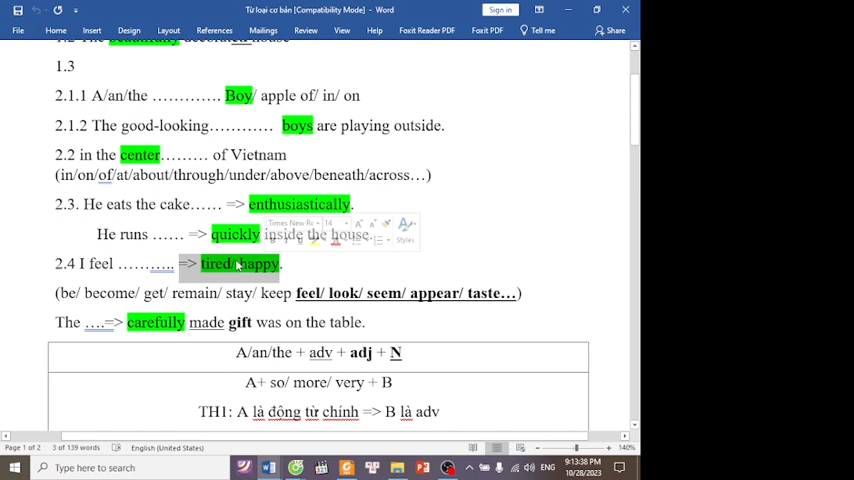 Từ loại cơ bản [Compatibility Mode] - Word
Sign in
File Home Insert Design Layout References Mailings Review View Foxit Reader PDF Foxit PDF Tell me Share
1.3
2.1.1 A/an/the …………. Boy/ apple of/ in/ on
2.1.2 The good-looking………… boys are playing outside.
2.2 in the center……… of Vietnam
(in/on/of/at/about/through/under/above/beneath/across…)
2.3. He eats the cake…… => enthusiastically.
Times New Ro 14
He runs …… => quickly inside the house.
Styles
2.4 I feel ………….. => tired/ happy.
(be/ become/ get/ remain/ stay/ keep feel/ look/ seem/ appear/ taste…)
The ….=> carefully made gift was on the table.
A/an/the + adv + adj + N
A+ so/ more/ very + B
TH1: A là động từ chính => B là adv
Page 1 of 2 3 of 139 words English (United States) 140%
Type here to search
ENG
9:13:38 PM
10/28/2023